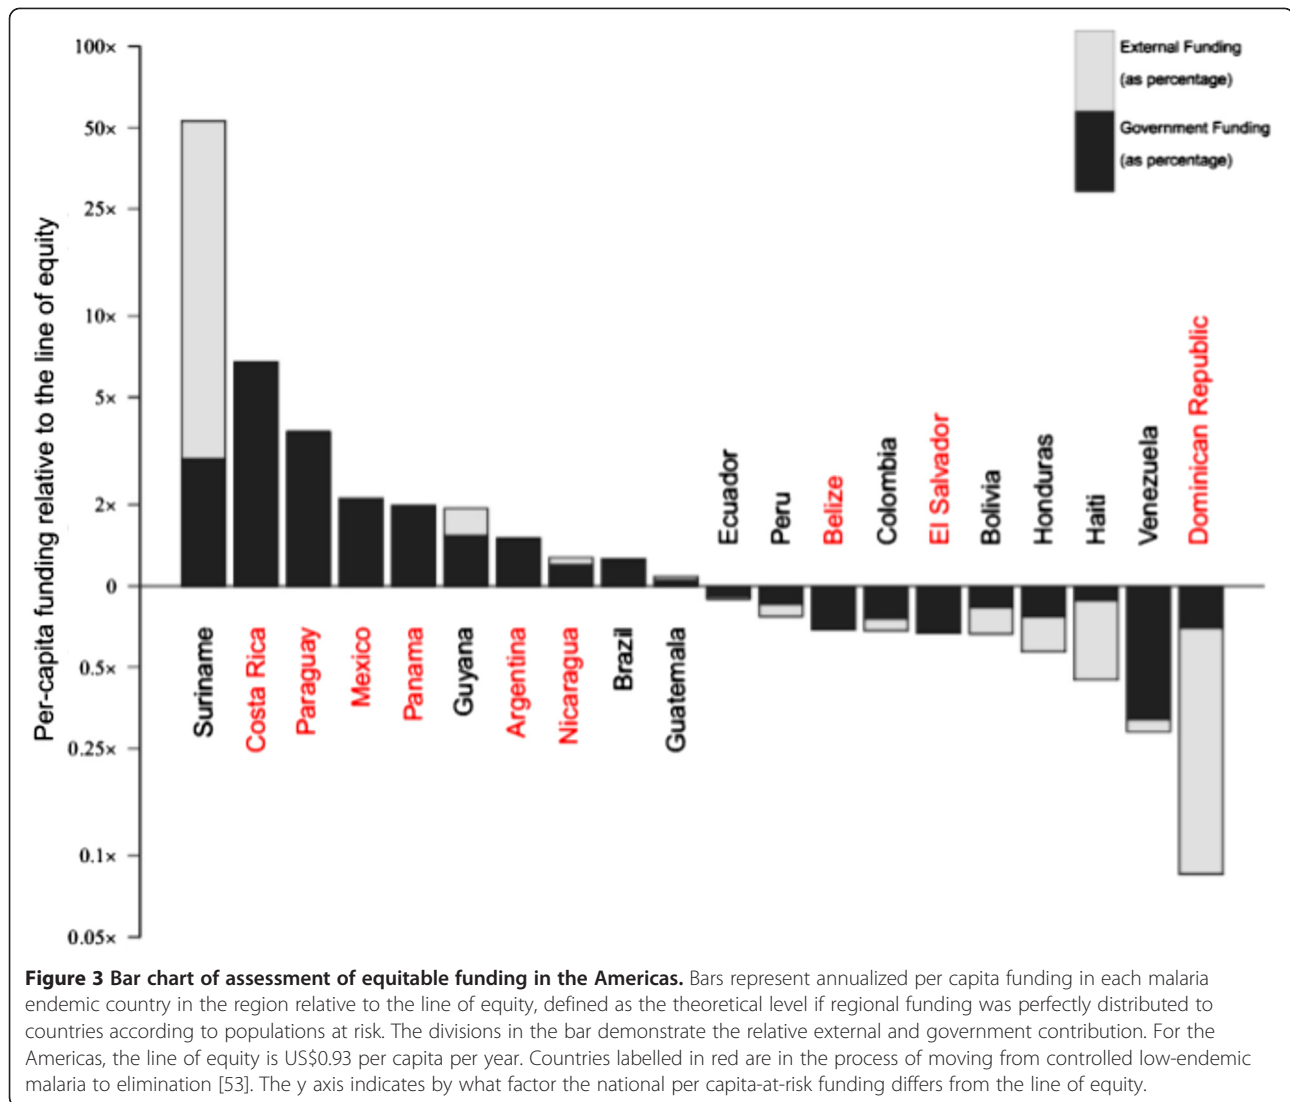 100×
50×
25×
10×
5×
2×
0
0.5×
0.25×
0.1×
0.05×
Per-capita funding relative to the line of equity
External Funding
(as percentage)
Government Funding
(as percentage)
Suriname
Costa Rica
Paraguay
Mexico
Panama
Guyana
Argentina
Nicaragua
Brazil
Guatemala
Ecuador
Peru
Belize
Colombia
El Salvador
Bolivia
Honduras
Haiti
Venezuela
Dominican Republic
Figure 3 Bar chart of assessment of equitable funding in the Americas. Bars represent annualized per capita funding in each malaria
endemic country in the region relative to the line of equity, defined as the theoretical level if regional funding was perfectly distributed to
countries according to populations at risk. The divisions in the bar demonstrate the relative external and government contribution. For the
Americas, the line of equity is US$0.93 per capita per year. Countries labelled in red are in the process of moving from controlled low-endemic
malaria to elimination [53]. The y axis indicates by what factor the national per capita-at-risk funding differs from the line of equity.